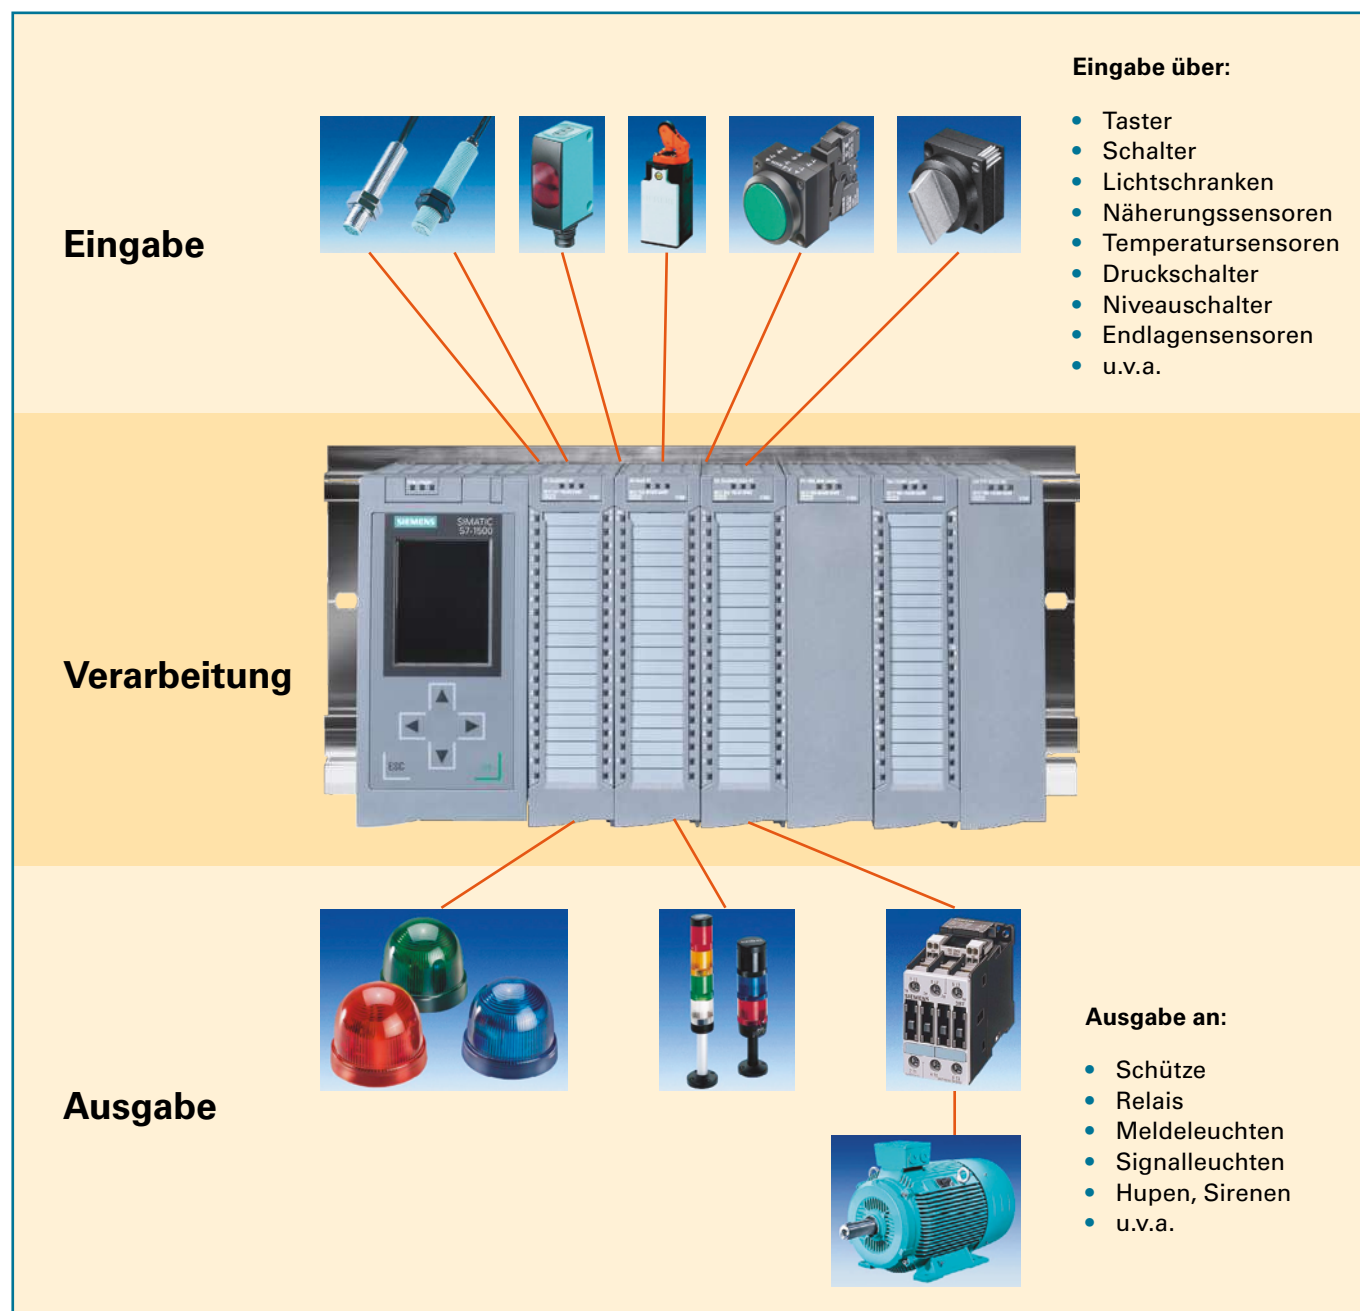 Eingabe
Eingabe über:
• Taster
• Schalter
• Lichtschranken
• Näherungssensoren
• Temperatursensoren
• Druckschalter
• Niveauschalter
• Endlagensensoren
• u.v.a.
Verarbeitung
SIEMENS
SIMATIC
S7-1500
ESC
Ausgabe
SIEMENS
Ausgabe an:
• Schütze
• Relais
• Meldeleuchten
• Signalleuchten
• Hupen, Sirenen
• u.v.a.